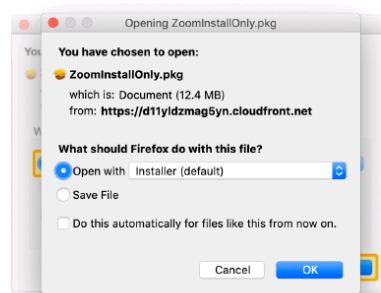 Opening ZoomInstallOnly.pkg
You have chosen to open:
ZoomInstallOnly.pkg
which is: Document (12.4 MB)
from: https://d11yldzmag5yn.cloudfront.net
What should Firefox do with this file?
Open with Installer (default)
Save File
Do this automatically for files like this from now on.
Cancel OK